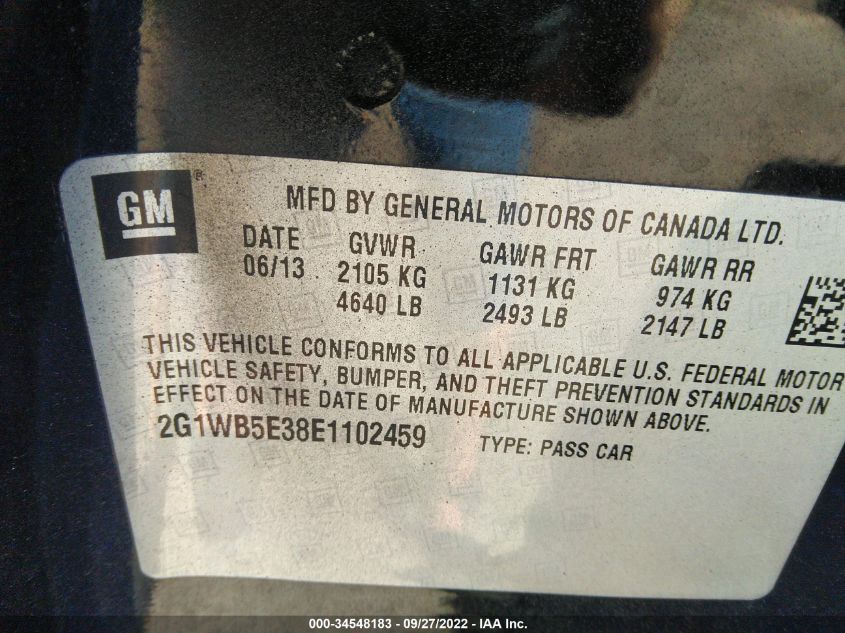 GM
®
MFD BY GENERAL MOTORS OF CANADA LTD.
DATE GVWR GAWR FRT GAWR RR
06/13 2105 KG 1131 KG 974 KG
4640 LB 2493 LB 2147 LB
THIS VEHICLE CONFORMS TO ALL APPLICABLE U.S. FEDERAL MOTOR
VEHICLE SAFETY, BUMPER, AND THEFT PREVENTION STANDARDS IN
EFFECT ON THE DATE OF MANUFACTURE SHOWN ABOVE.
2G1WB5E38E1102459 TYPE: PASS CAR
000-34548183 - 09/27/2022 - IAA Inc.